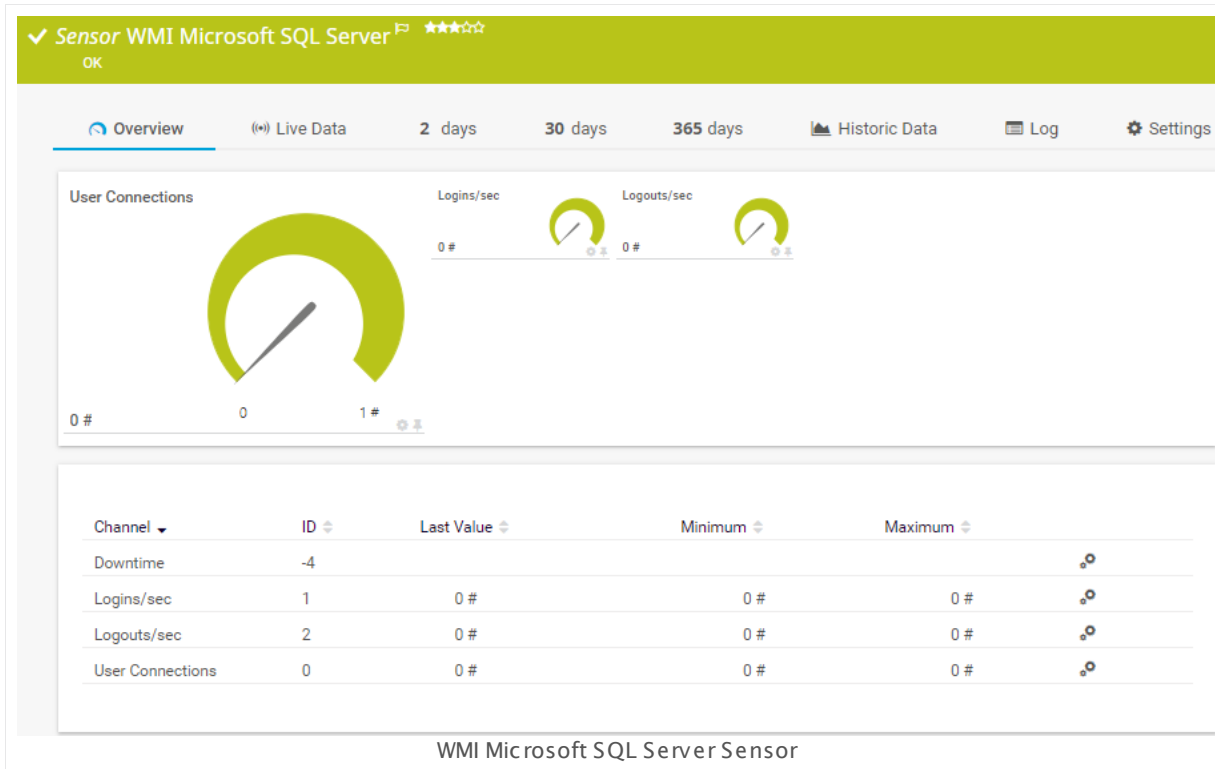 Sensor WMI Microsoft SQL Server
OK
Overview Live Data 2 days 30 days 365 days Historic Data Log Settings
User Connections
0 #
0 1 #
Logins/sec
0 #
Logouts/sec
0 #
Channel ID Last Value Minimum Maximum
Downtime -4
Logins/sec 1 0 # 0 # 0 #
Logouts/sec 2 0 # 0 # 0 #
User Connections 0 0 # 0 # 0 #
WMI Microsoft SQL Server Sensor